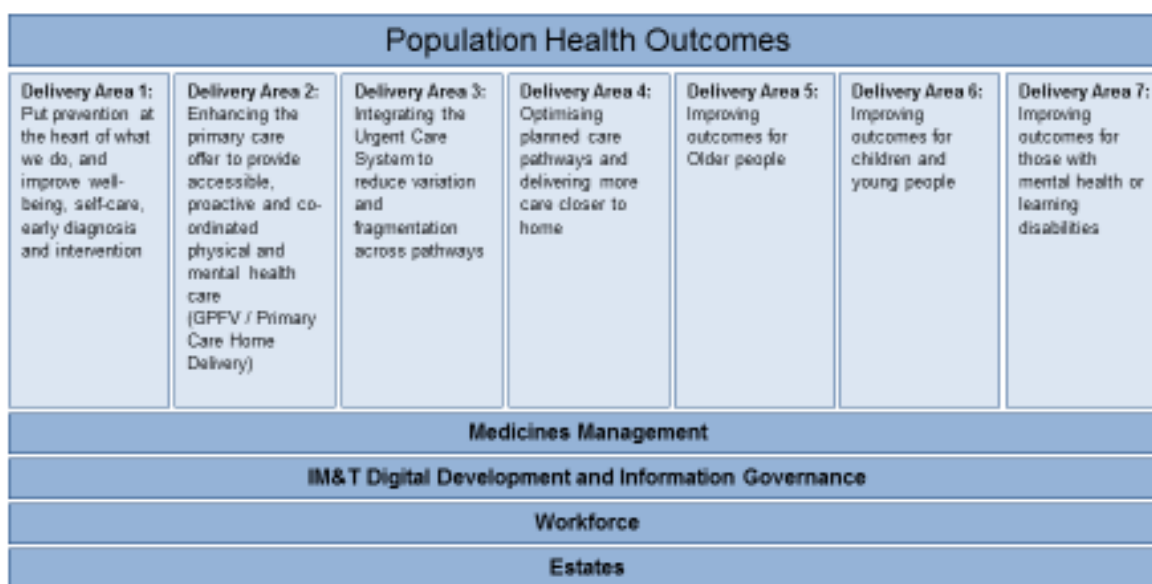 Population Health Outcomes
Delivery Area 1:
Put prevention at
the heart of what
we do, and
improve well-
being, self-care,
early diagnosis
and intervention
Delivery Area 2:
Enhancing the
primary care
offer to provide
accessible,
proactive and co-
ordinated
physical and
mental health
care
(GPFV / Primary
Care Home
Delivery)
Delivery Area 3:
Integrating the
Urgent Care
System to
reduce variation
and
fragmentation
across pathways
Delivery Area 4:
Optimising
planned care
pathways and
delivering more
care closer to
home
Delivery Area 5:
Improving
outcomes for
Older people
Delivery Area 6:
Improving
outcomes for
children and
young people
Delivery Area 7:
Improving
outcomes for
those with
mental health or
learning
disabilities
Medicines Management
IM&T Digital Development and Information Governance
Workforce
Estates